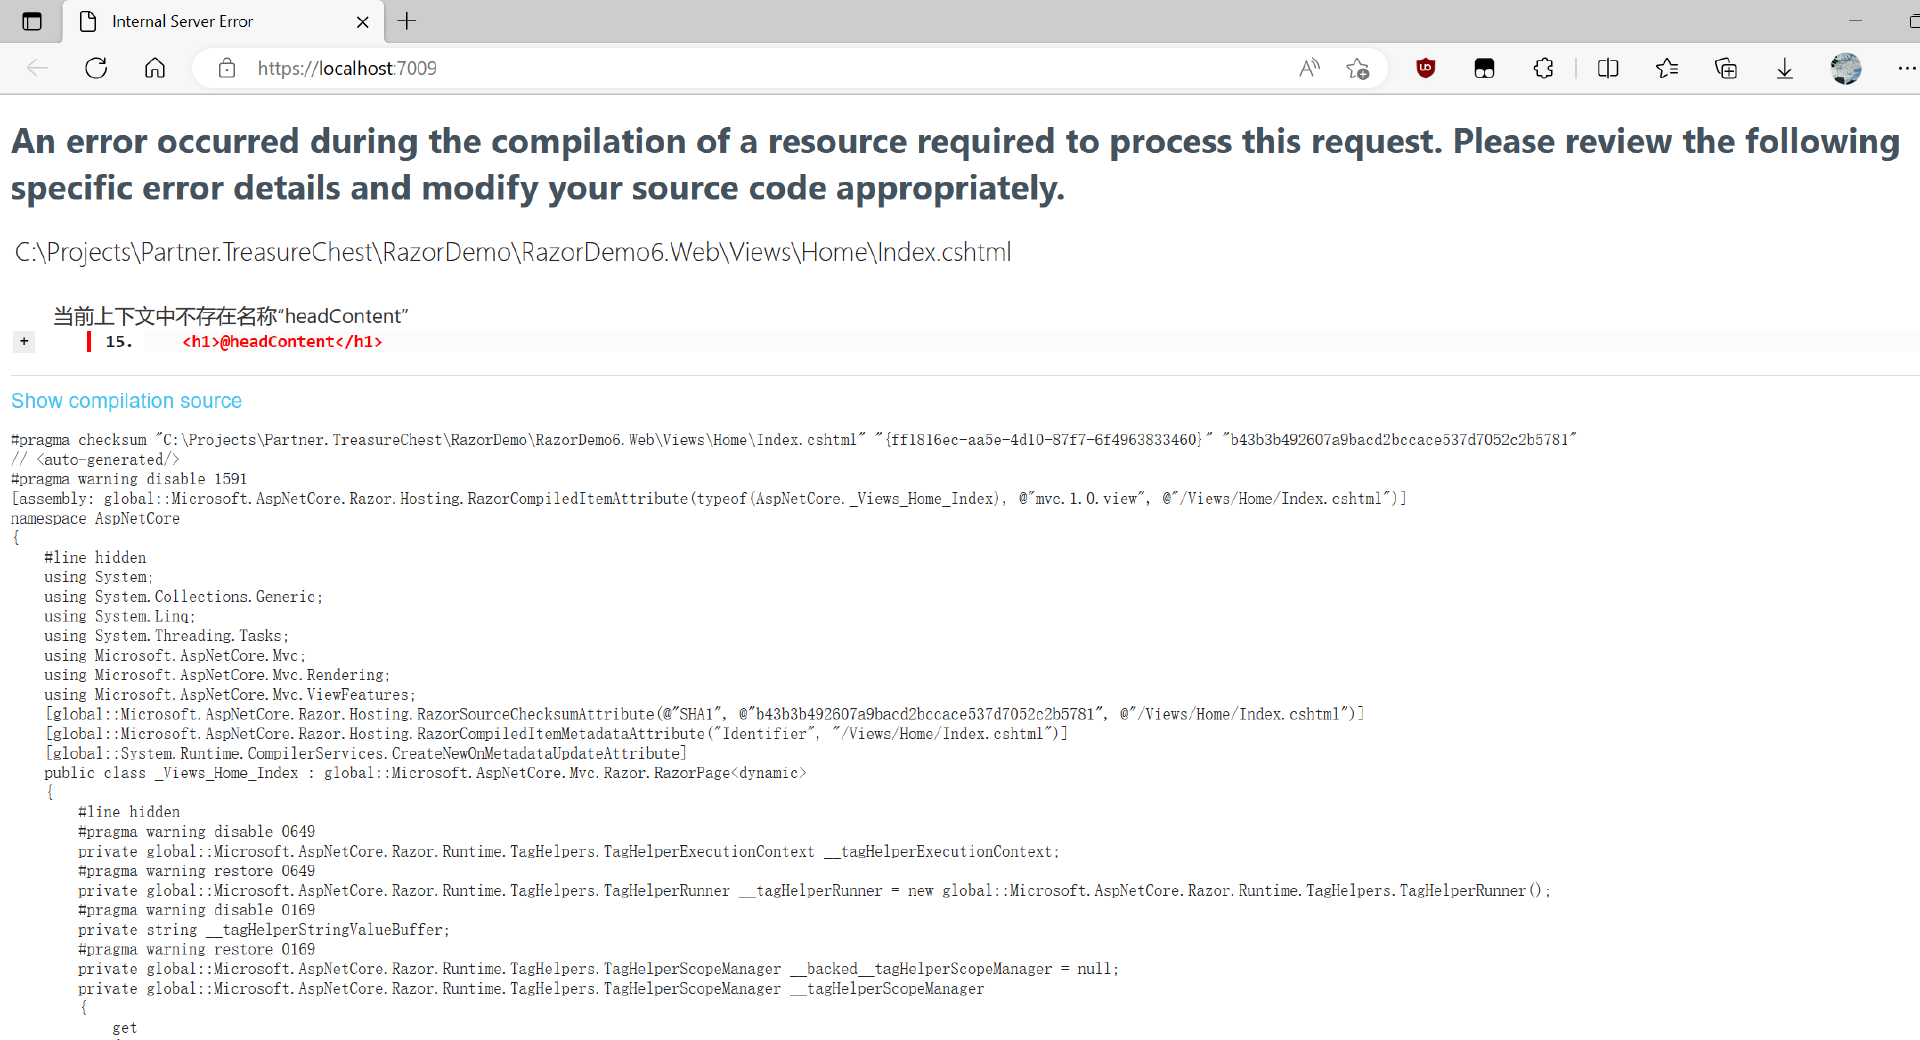 Internal Server Error
https://localhost:7009
An error occurred during the compilation of a resource required to process this request. Please review the following
specific error details and modify your source code appropriately.
C:\Projects\Partner.TreasureChest\RazorDemo\RazorDemo6.Web\Views\Home\Index.cshtml
当前上下文中不存在名称“headContent”
+ 15. <h1>@headContent</h1>
Show compilation source
#pragma checksum "C:\Projects\Partner.TreasureChest\RazorDemo\RazorDemo6.Web\Views\Home\Index.cshtml" "{ff1816ec-aa5e-4d10-87f7-6f4963833460}" "b43b3b492607a9bacd2bccace537d7052c2b5781"
// <auto-generated/>
#pragma warning disable 1591
[assembly: global::Microsoft.AspNetCore.Razor.Hosting.RazorCompiledItemAttribute(typeof(AspNetCore._Views_Home_Index), @"mvc.1.0.view", @"/Views/Home/Index.cshtml")]
namespace AspNetCore
{
#line hidden
using System;
using System.Collections.Generic;
using System.Linq;
using System.Threading.Tasks;
using Microsoft.AspNetCore.Mvc;
using Microsoft.AspNetCore.Mvc.Rendering;
using Microsoft.AspNetCore.Mvc.ViewFeatures;
[global::Microsoft.AspNetCore.Razor.Hosting.RazorSourceChecksumAttribute(@"SHA1", @"b43b3b492607a9bacd2bccace537d7052c2b5781", @"/Views/Home/Index.cshtml")]
[global::Microsoft.AspNetCore.Razor.Hosting.RazorCompiledItemMetadataAttribute("Identifier", "/Views/Home/Index.cshtml")]
[global::System.Runtime.CompilerServices.CreateNewOnMetadataUpdateAttribute]
public class _Views_Home_Index : global::Microsoft.AspNetCore.Mvc.Razor.RazorPage<dynamic>
{
#line hidden
#pragma warning disable 0649
private global::Microsoft.AspNetCore.Razor.Runtime.TagHelpers.TagHelperExecutionContext __tagHelperExecutionContext;
#pragma warning restore 0649
private global::Microsoft.AspNetCore.Razor.Runtime.TagHelpers.TagHelperRunner __tagHelperRunner = new global::Microsoft.AspNetCore.Razor.Runtime.TagHelpers.TagHelperRunner();
#pragma warning disable 0169
private string __tagHelperStringValueBuffer;
#pragma warning restore 0169
private global::Microsoft.AspNetCore.Razor.Runtime.TagHelpers.TagHelperScopeManager __backed__tagHelperScopeManager = null;
private global::Microsoft.AspNetCore.Razor.Runtime.TagHelpers.TagHelperScopeManager __tagHelperScopeManager
{
get